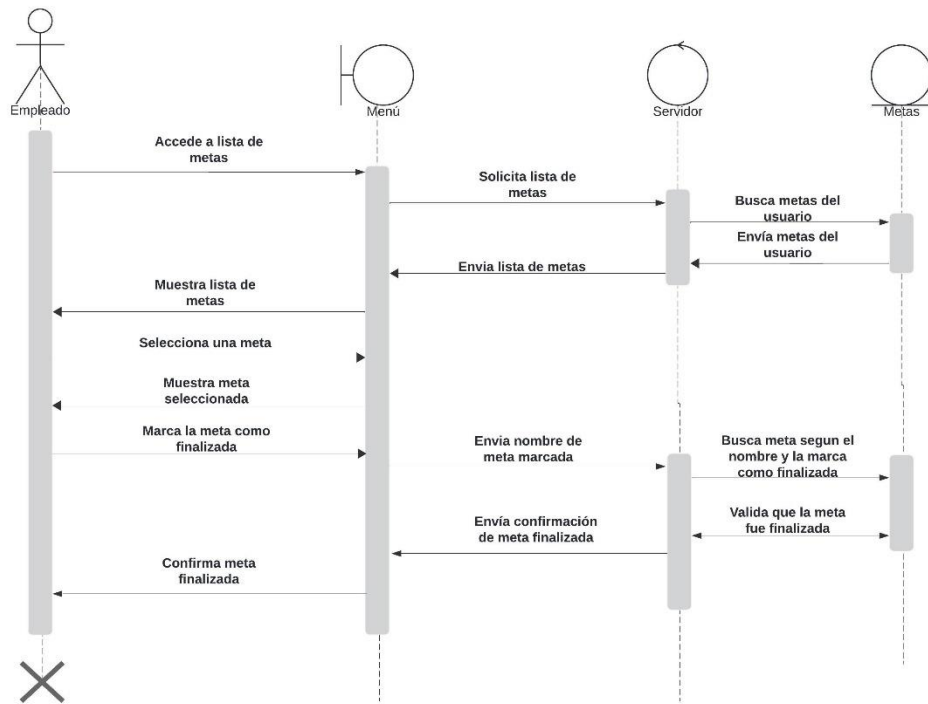 Empleado
Menú
Servidor
Metas
Accede a lista de
metas
Solicita lista de
metas
Busca metas del
usuario
Envía metas del
usuario
Envia lista de metas
Muestra lista de
metas
Selecciona una meta
Muestra meta
seleccionada
Marca la meta como
finalizada
Envia nombre de
meta marcada
Busca meta segun el
nombre y la marca
como finalizada
Valida que la meta
fue finalizada
Envía confirmación
de meta finalizada
Confirma meta
finalizada